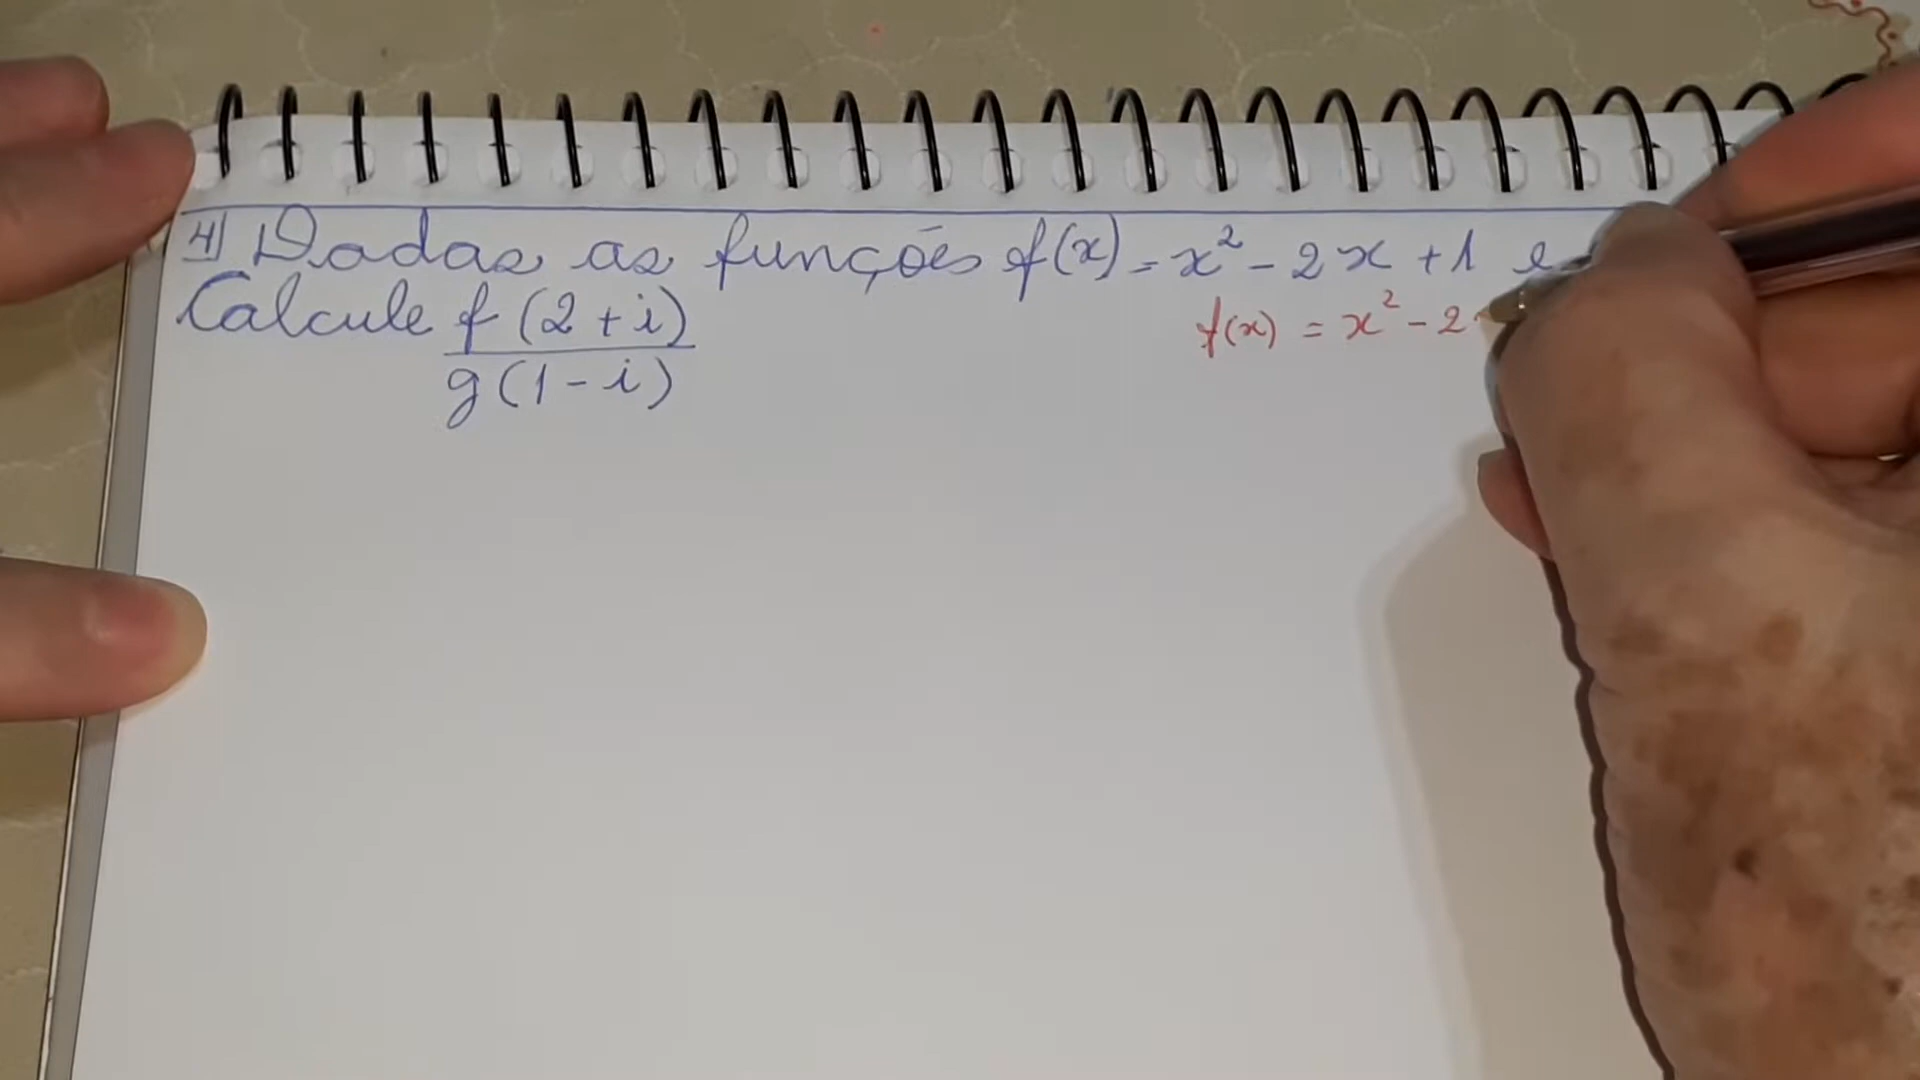 4) Dadas as funções f(x) = x² - 2x + 1 e
Calcule f(2 + i)
g(1 - i)
f(x) = x² - 2